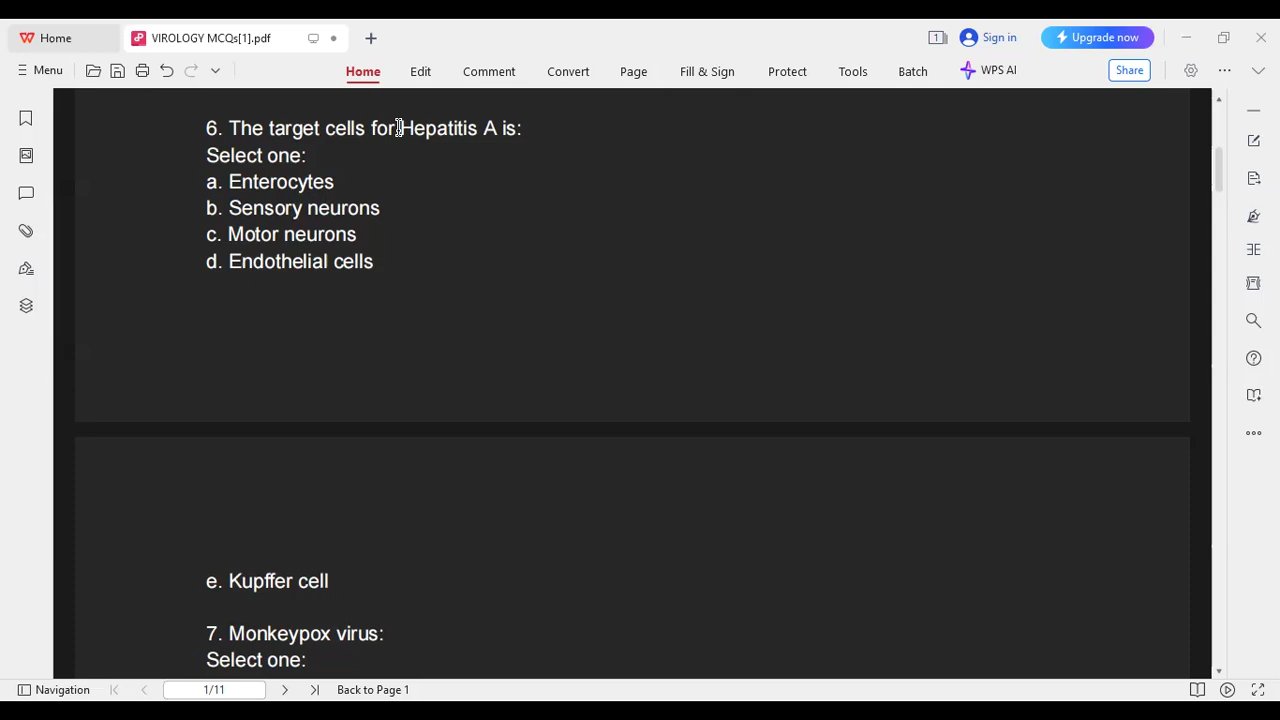 Home
VIROLOGY MCQs[1].pdf
Sign in
Upgrade now
Menu
Home
Edit
Comment
Convert
Page
Fill & Sign
Protect
Tools
Batch
WPS AI
Share
6. The target cells for Hepatitis A is:
Select one:
a. Enterocytes
b. Sensory neurons
c. Motor neurons
d. Endothelial cells
e. Kupffer cell
7. Monkeypox virus:
Select one:
Navigation
1/11
Back to Page 1